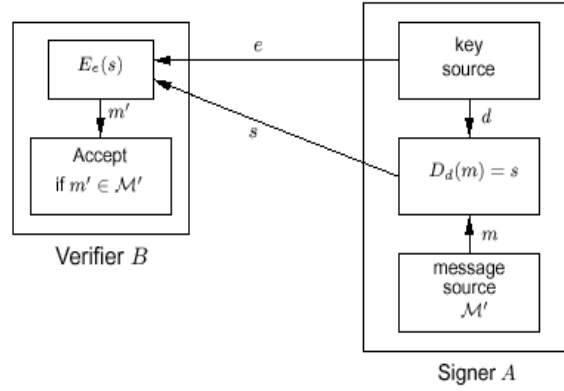 E_e(s)
m′
Accept
if m′ ∈ ℳ′
Verifier B
e
s
key
source
d
D_d(m) = s
m
message
source
ℳ′
Signer A